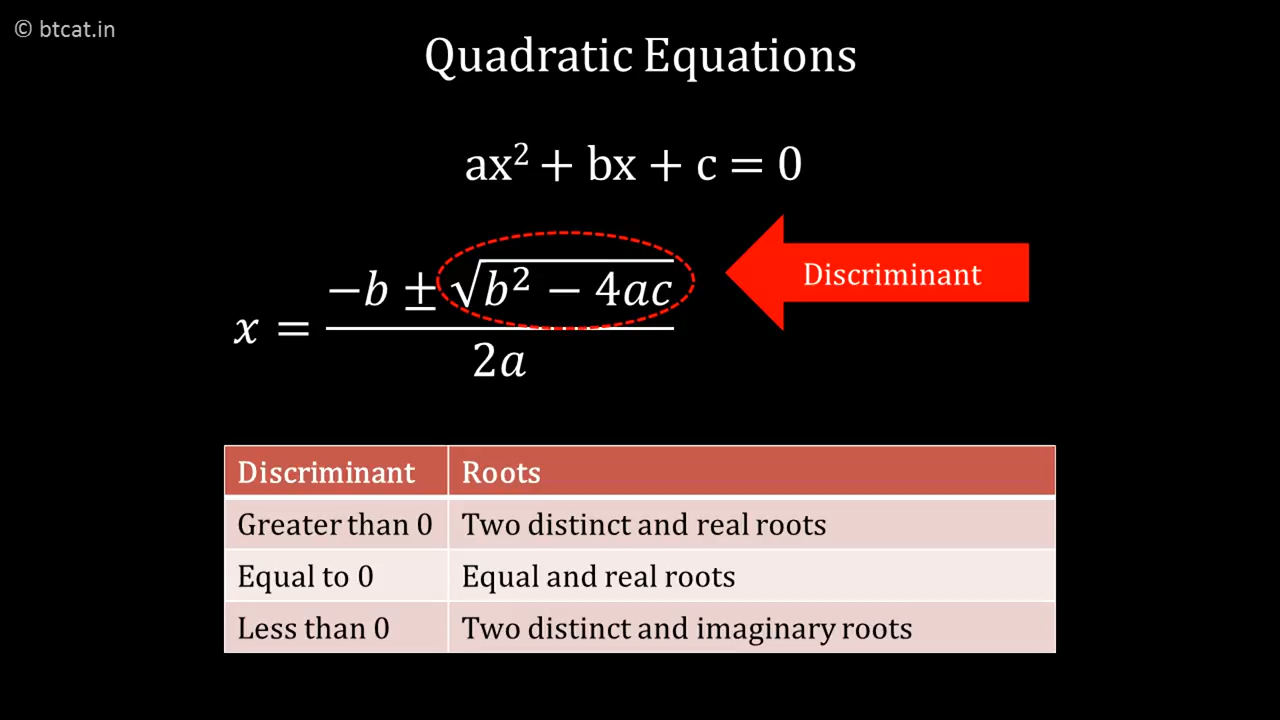 © btcat.in
Quadratic Equations
ax² + bx + c = 0
x = (−b ± √(b² − 4ac)) / 2a
Discriminant
Discriminant Roots
Greater than 0 Two distinct and real roots
Equal to 0 Equal and real roots
Less than 0 Two distinct and imaginary roots